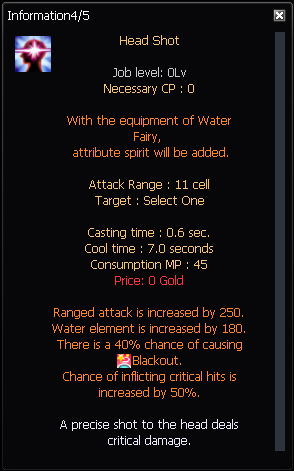 Information4/5
Head Shot
Job level: 0Lv
Necessary CP : 0
With the equipment of Water
Fairy,
attribute spirit will be added.
Attack Range : 11 cell
Target : Select One
Casting time : 0.6 sec.
Cool time : 7.0 seconds
Consumption MP : 45
Price: 0 Gold
Ranged attack is increased by 250.
Water element is increased by 180.
There is a 40% chance of causing
Blackout.
Chance of inflicting critical hits is
increased by 50%.
A precise shot to the head deals
critical damage.